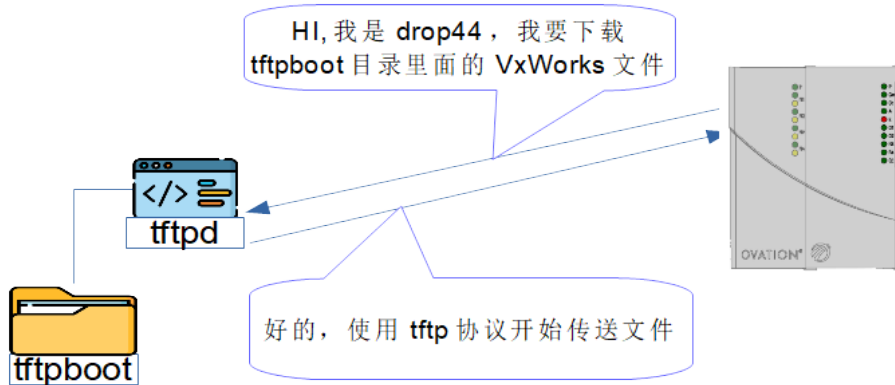 HI,我是 drop44 ，我要下载
tftpboot 目录里面的 VxWorks 文件
</>
tftpd
OVATION
好的，使用 tftp 协议开始传送文件
tftpboot